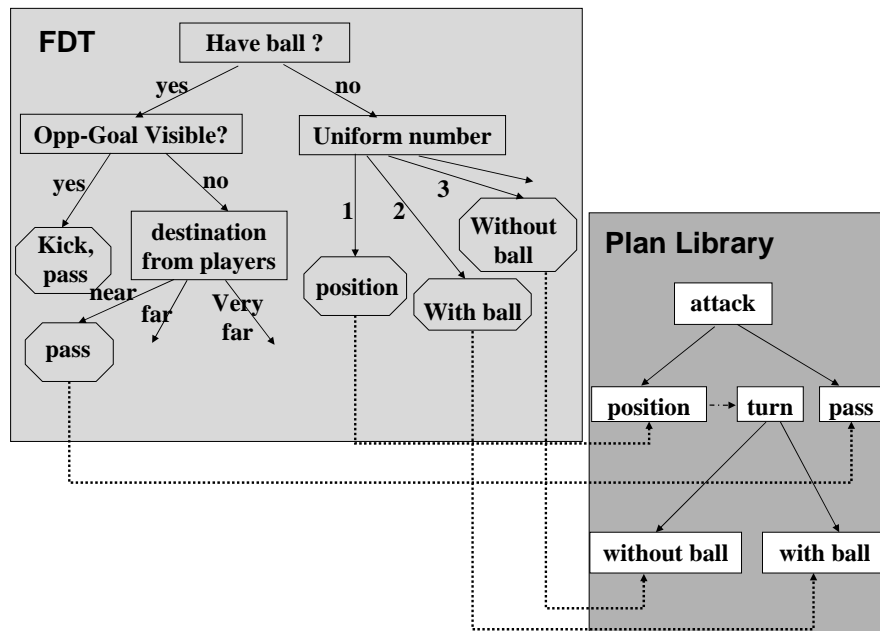 FDT
Have ball ?
yes
no
Opp-Goal Visible?
Uniform number
yes
no
1
2
3
Kick,
pass
destination
from players
Without
ball
position
With ball
near
far
Very
far
pass
Plan Library
attack
position
turn
pass
without ball
with ball